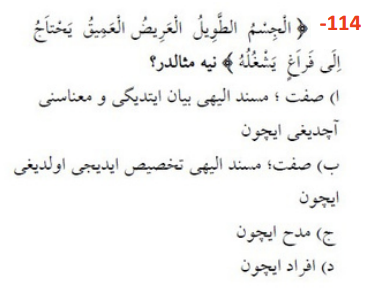 114- ﴿ اَلْجِسْمُ الطَّوِيلُ الْعَرِيضُ الْعَمِيقُ يَحْتَاجُ
اِلَى فَرَاغٍ يَشْغُلُهُ ﴾ نیه مثالدر؟
ا) صفت ؛ مسند الیهی بیان ایتدیگی و معناسنی
آچدیغی ایچون
ب) صفت؛ مسند الیهی تخصیص ایدیجی اولدیغی
ایچون
ج) مدح ایچون
د) افراد ایچون